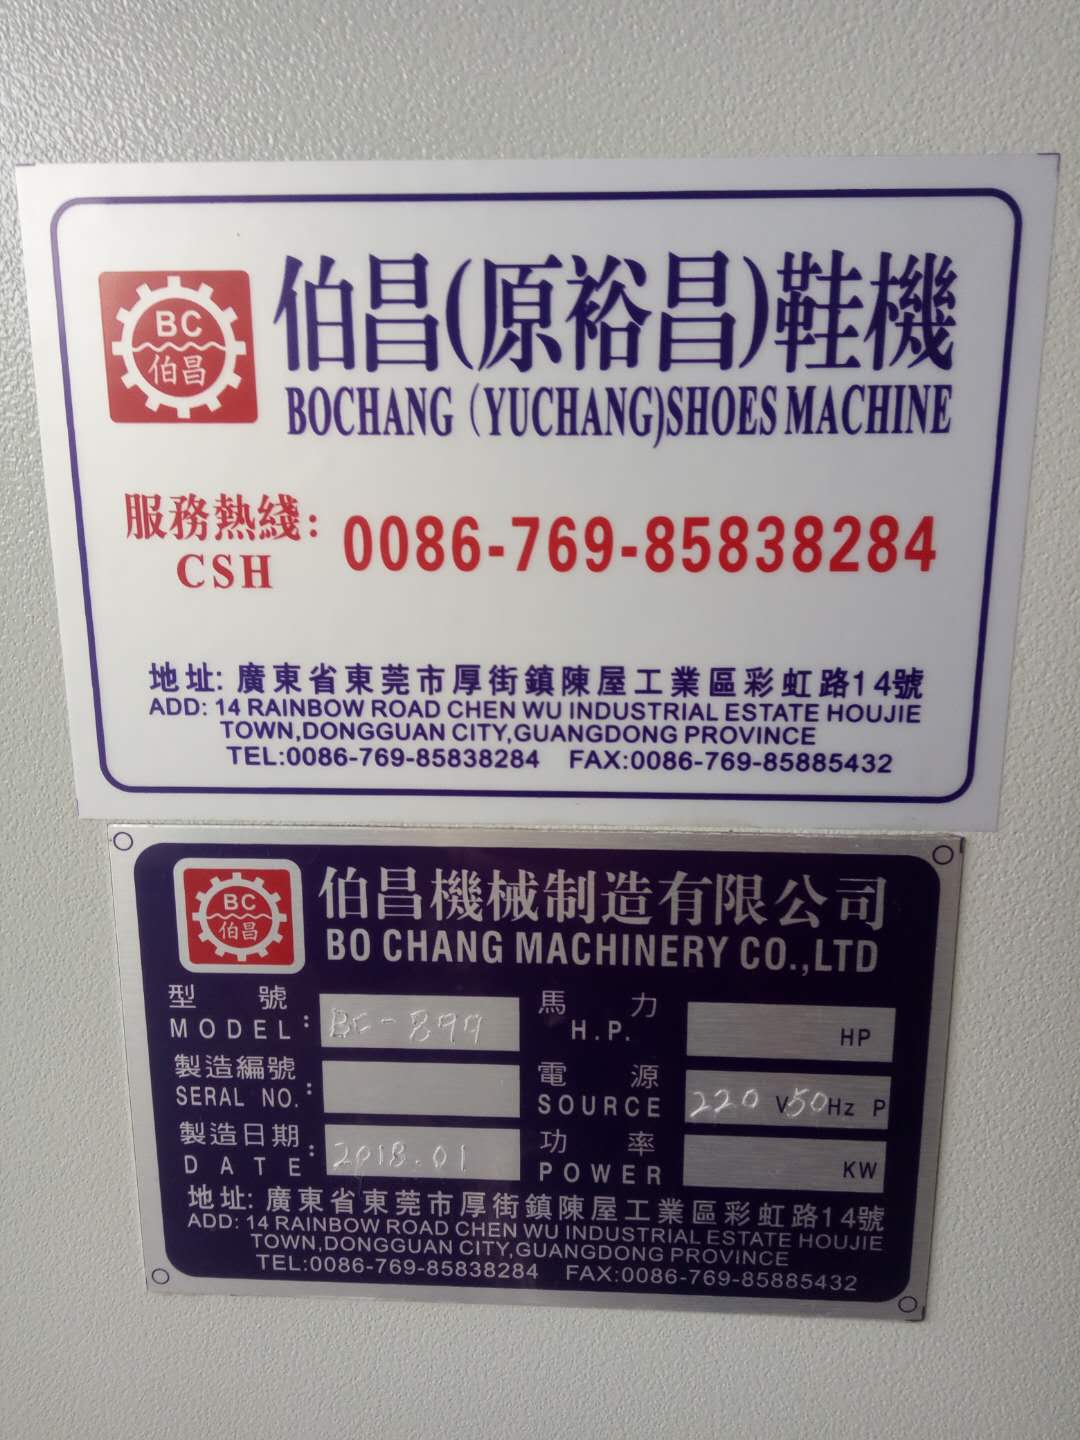 BC
伯昌
伯昌(原裕昌)鞋機
BOCHANG (YUCHANG)SHOES MACHINE
服務熱綫: 0086-769-85838284
CSH
地址: 廣東省東莞市厚街鎮陳屋工業區彩虹路14號
ADD: 14 RAINBOW ROAD CHEN WU INDUSTRIAL ESTATE HOUJIE
TOWN,DONGGUAN CITY,GUANGDONG PROVINCE
TEL:0086-769-85838284 FAX:0086-769-85885432
BC
伯昌
伯昌機械制造有限公司
BO CHANG MACHINERY CO.,LTD
型 號
MODEL: BC-899
馬 力
H.P. HP
製造編號
SERAL NO.:
電 源
SOURCE 220 V 50Hz P
製造日期
DATE: 2018.01
功 率
POWER KW
地址: 廣東省東莞市厚街鎮陳屋工業區彩虹路14號
ADD: 14 RAINBOW ROAD CHEN WU INDUSTRIAL ESTATE HOUJIE
TOWN,DONGGUAN CITY,GUANGDONG PROVINCE
TEL:0086-769-85838284 FAX:0086-769-85885432